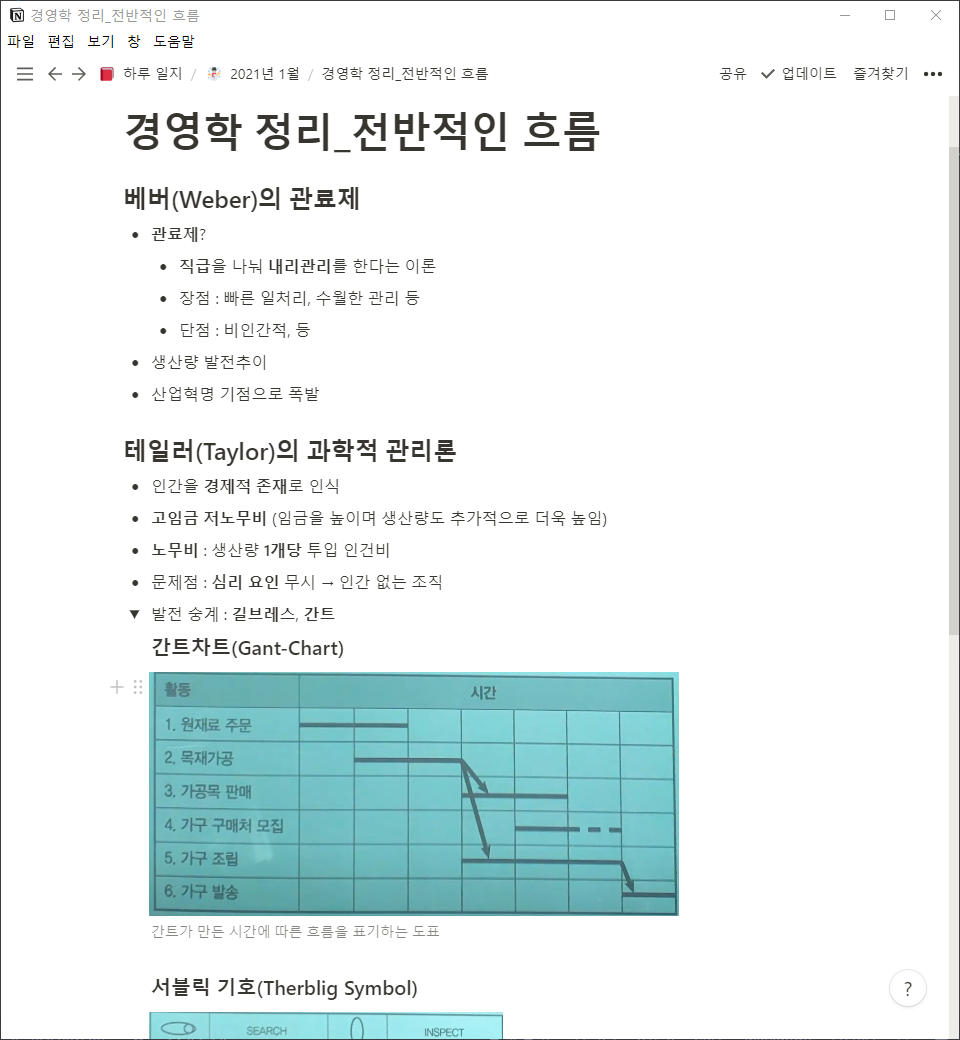 경영학 정리_전반적인 흐름
파일 편집 보기 창 도움말
하루 일지 / 2021년 1월 / 경영학 정리_전반적인 흐름 공유 업데이트 즐겨찾기
경영학 정리_전반적인 흐름
베버(Weber)의 관료제
관료제?
직급을 나눠 내리관리를 한다는 이론
장점 : 빠른 일처리, 수월한 관리 등
단점 : 비인간적, 등
생산량 발전추이
산업혁명 기점으로 폭발
테일러(Taylor)의 과학적 관리론
인간을 경제적 존재로 인식
고임금 저노무비 (임금을 높이며 생산량도 추가적으로 더욱 높임)
노무비 : 생산량 1개당 투입 인건비
문제점 : 심리 요인 무시 → 인간 없는 조직
발전 숭계 : 길브레스, 간트
간트차트(Gant-Chart)
활동 시간
1. 원재료 주문
2. 목재가공
3. 가공목 판매
4. 가구 구매처 모집
5. 가구 조립
6. 가구 발송
간트가 만든 시간에 따른 흐름을 표기하는 도표
서블릭 기호(Therblig Symbol)
SEARCH INSPECT
?